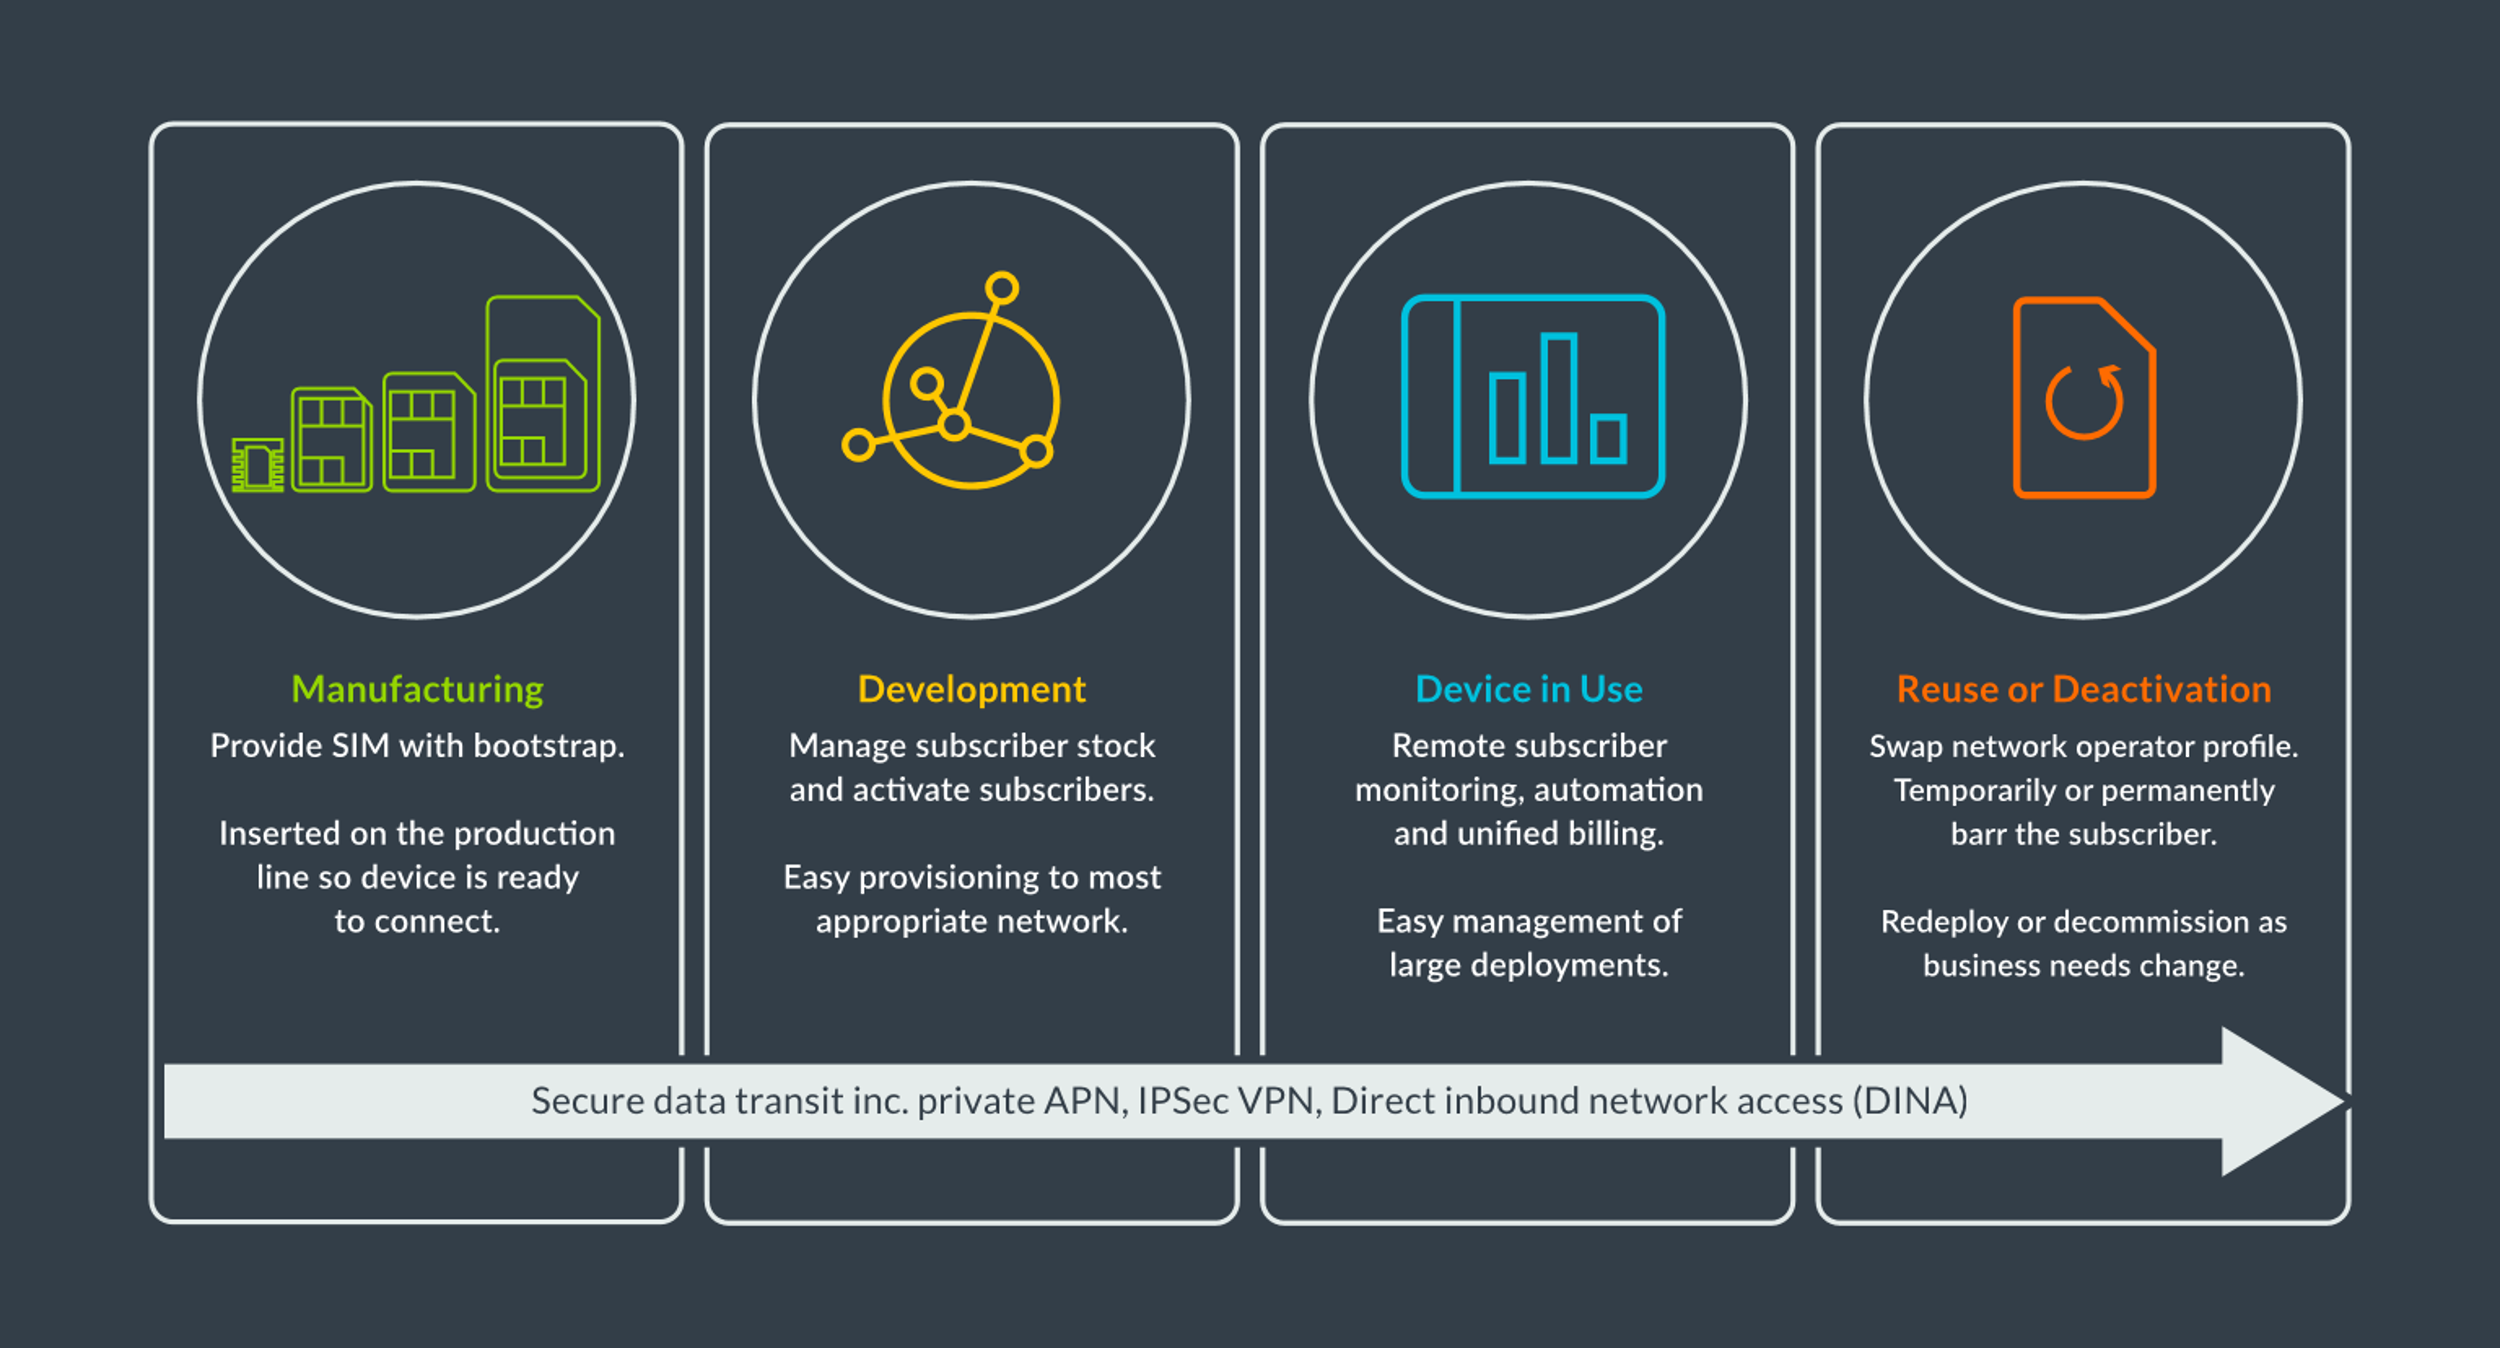 Manufacturing
Provide SIM with bootstrap.
Inserted on the production
line so device is ready
to connect.
Development
Manage subscriber stock
and activate subscribers.
Easy provisioning to most
appropriate network.
Device in Use
Remote subscriber
monitoring, automation
and unified billing.
Easy management of
large deployments.
Reuse or Deactivation
Swap network operator profile.
Temporarily or permanently
barr the subscriber.
Redeploy or decommission as
business needs change.
Secure data transit inc. private APN, IPSec VPN, Direct inbound network access (DINA)